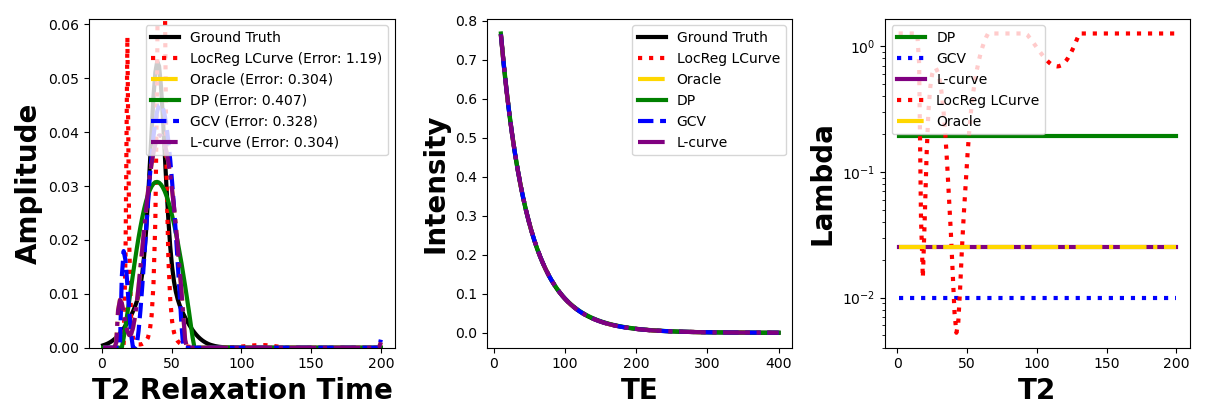 0.06
0.05
0.04
0.03
0.02
0.01
0.00
Amplitude
Ground Truth
LocReg LCurve (Error: 1.19)
Oracle (Error: 0.304)
DP (Error: 0.407)
GCV (Error: 0.328)
L-curve (Error: 0.304)
0 50 100 150 200
T2 Relaxation Time
0.8
0.7
0.6
0.5
0.4
0.3
0.2
0.1
0.0
Intensity
Ground Truth
LocReg LCurve
Oracle
DP
GCV
L-curve
0 100 200 300 400
TE
10⁰
10⁻¹
10⁻²
Lambda
DP
GCV
L-curve
LocReg LCurve
Oracle
0 50 100 150 200
T2